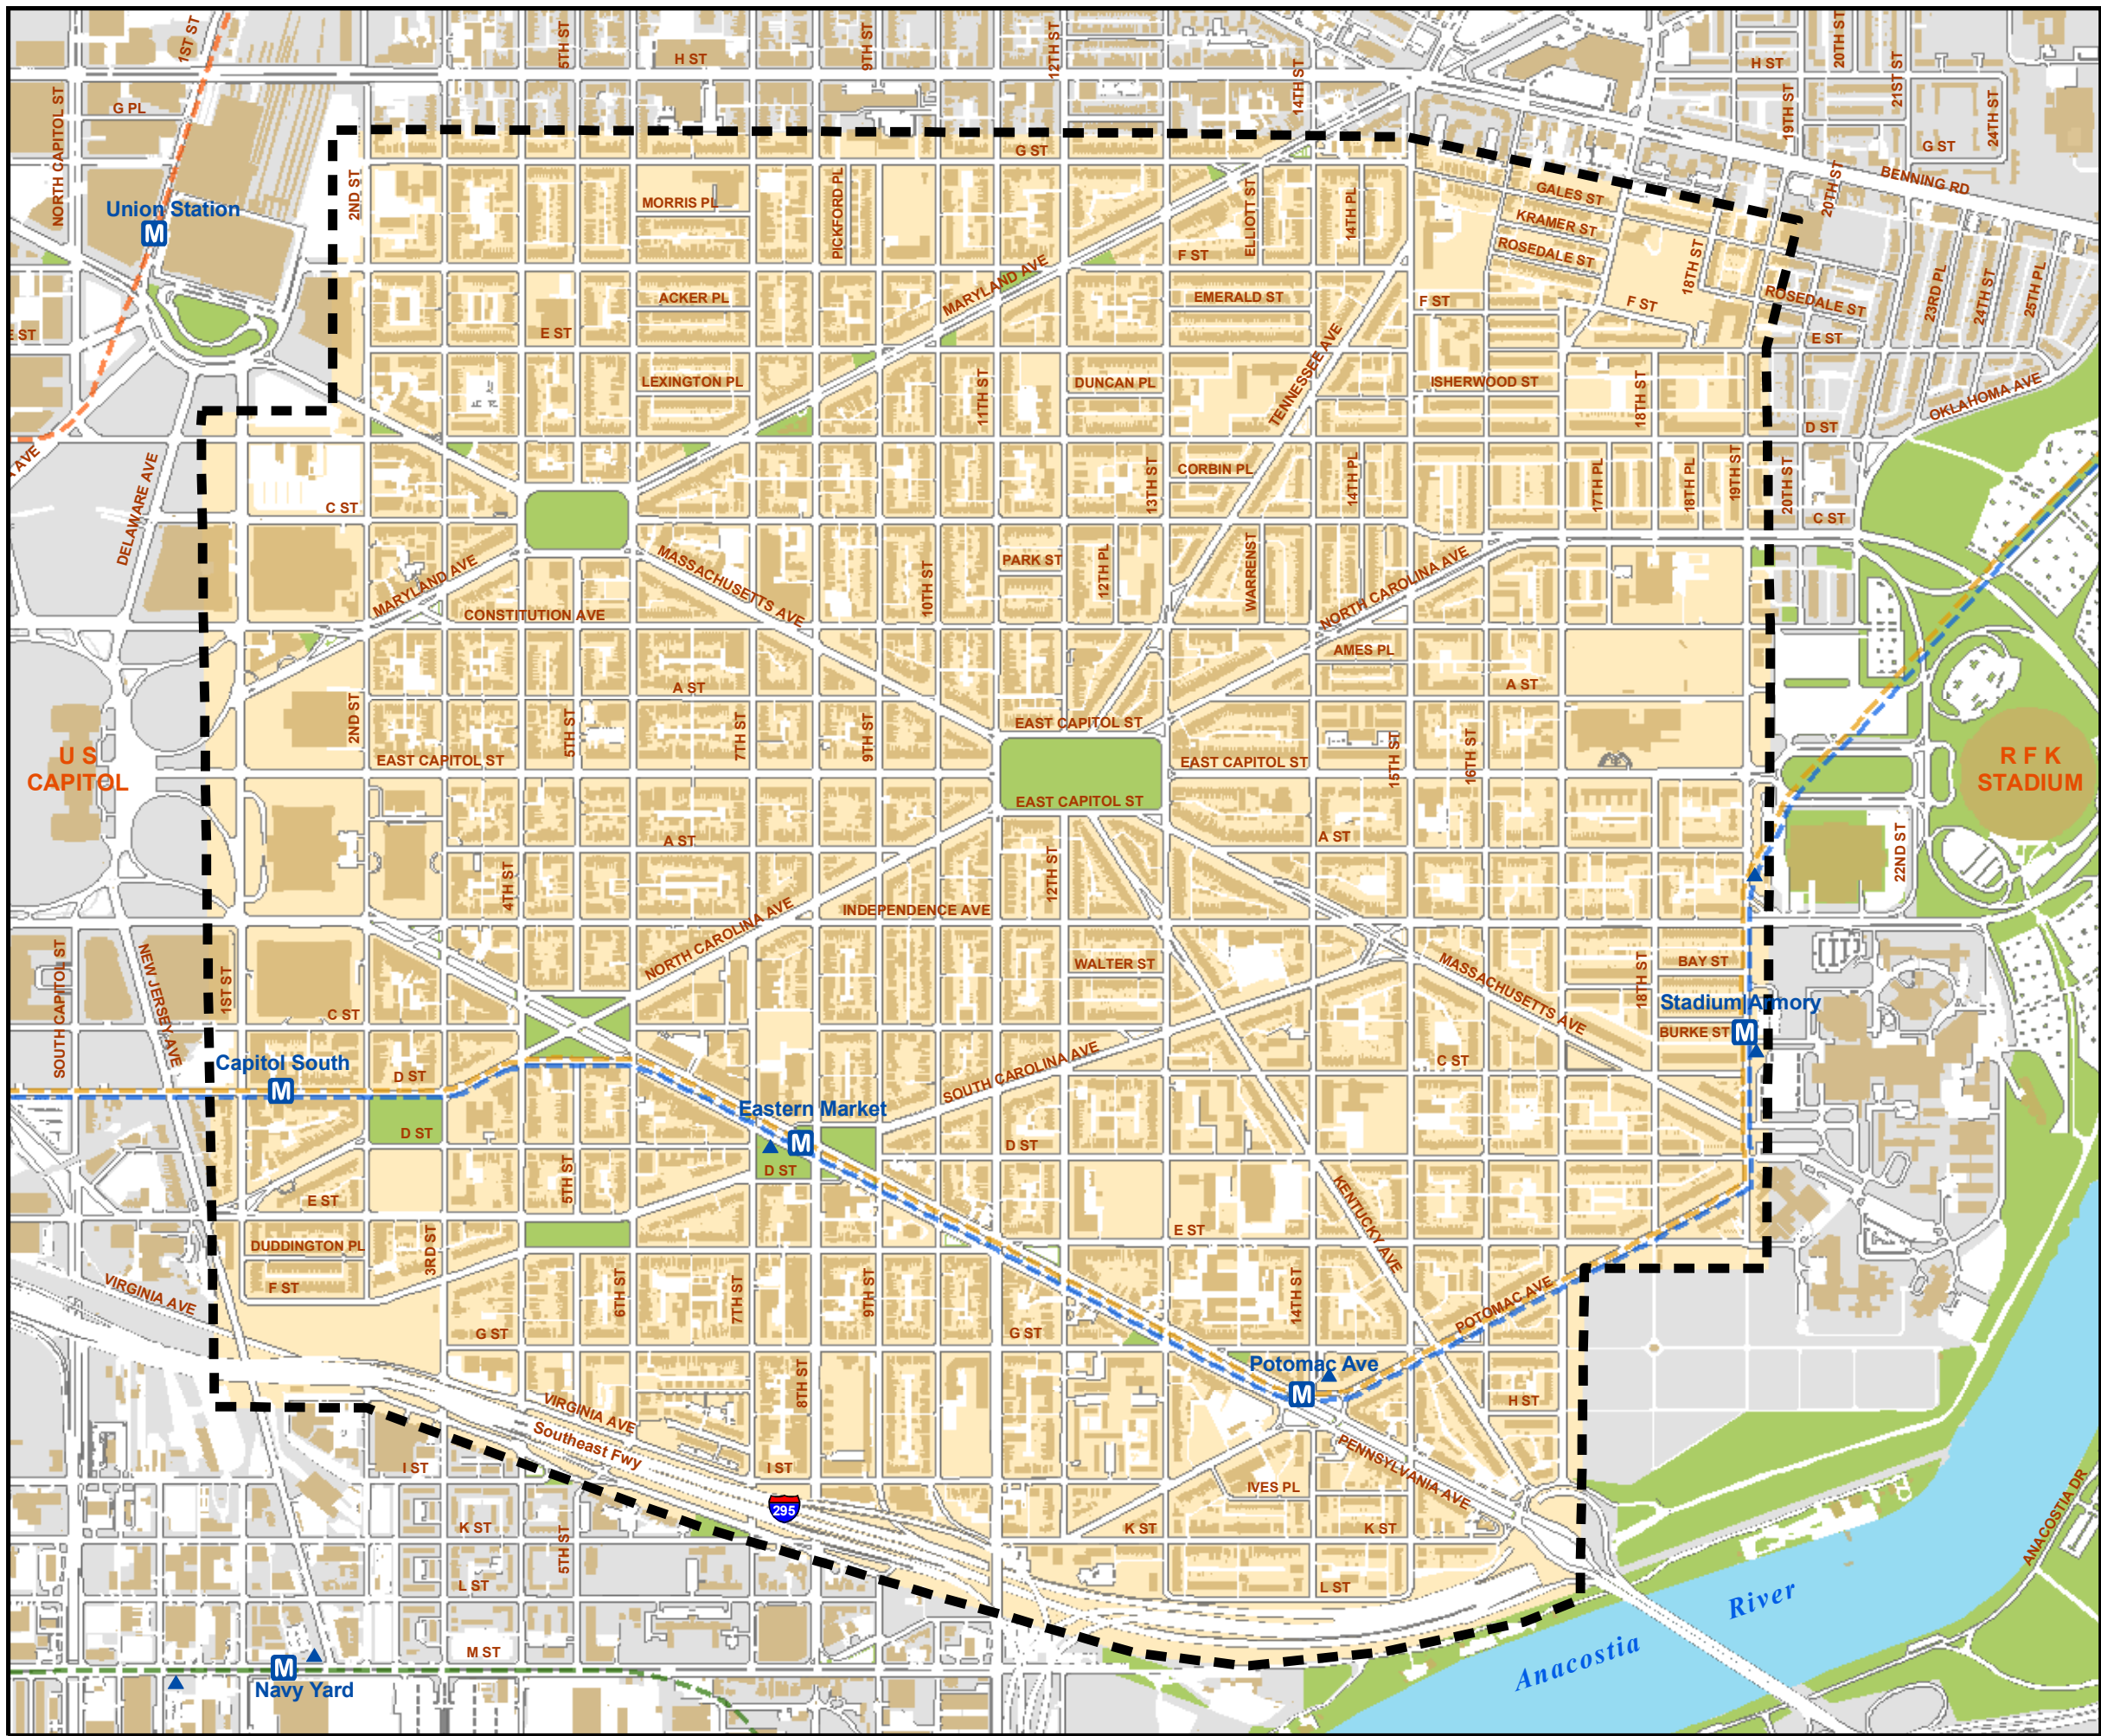 1ST ST
5TH ST
H ST
9TH ST
12TH ST
14TH ST
H ST
20TH ST
21ST ST
19TH ST
24TH ST
NORTH CAPITOL ST
G PL
G ST
G ST
BENNING RD
2ND ST
Union Station
M
MORRIS PL
PICKFORD PL
ELLIOTT ST
14TH PL
GALES ST
KRAMER ST
ROSEDALE ST
20TH ST
F ST
18TH ST
E ST
ACKER PL
E ST
MARYLAND AVE
EMERALD ST
F ST
F ST
ROSEDALE ST
E ST
23RD PL
24TH ST
25TH PL
LEXINGTON PL
11TH ST
DUNCAN PL
TENNESSEE AVE
ISHERWOOD ST
18TH ST
OKLAHOMA AVE
D ST
AVE
DELAWARE AVE
C ST
13TH ST
CORBIN PL
14TH PL
17TH PL
18TH PL
19TH ST
20TH ST
C ST
MARYLAND AVE
MASSACHUSETTS AVE
CONSTITUTION AVE
10TH ST
PARK ST
12TH PL
WARRENST
NORTH CAROLINA AVE
AMES PL
2ND ST
A ST
A ST
U S
CAPITOL
EAST CAPITOL ST
5TH ST
7TH ST
9TH ST
EAST CAPITOL ST
EAST CAPITOL ST
15TH ST
16TH ST
R F K
STADIUM
EAST CAPITOL ST
A ST
A ST
4TH ST
12TH ST
22ND ST
INDEPENDENCE AVE
NORTH CAROLINA AVE
SOUTH CAPITOL ST
NEW JERSEY AVE
1ST ST
WALTER ST
MASSACHUSETTS AVE
18TH ST
BAY ST
C ST
Stadium Armory
BURKE ST
M
Capitol South
M
D ST
SOUTH CAROLINA AVE
C ST
D ST
Eastern Market
M
D ST
D ST
E ST
5TH ST
KENTUCKY AVE
E ST
DUDDINGTON PL
3RD ST
F ST
VIRGINIA AVE
6TH ST
7TH ST
9TH ST
14TH ST
POTOMAC AVE
G ST
G ST
Potomac Ave
M
8TH ST
H ST
VIRGINIA AVE
Southeast Fwy
I ST
I ST
PENNSYLVANIA AVE
IVES PL
295
K ST
K ST
K ST
5TH ST
L ST
L ST
ANACOSTIA DR
River
Anacostia
M ST
M
Navy Yard